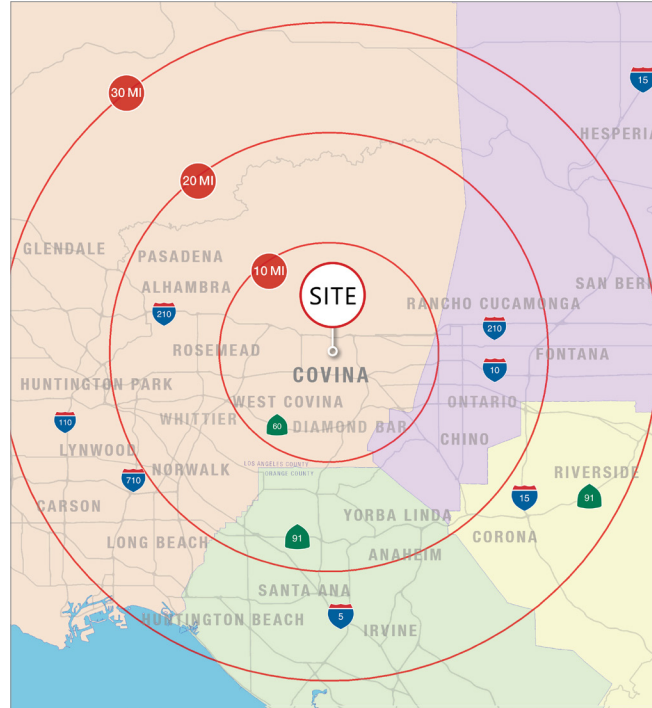 30 MI
15
HESPERIA
20 MI
GLENDALE
PASADENA
10 MI
ALHAMBRA
SITE
SAN BERN
RANCHO CUCAMONGA
210
210
ROSEMEAD
FONTANA
COVINA
10
HUNTINGTON PARK
WEST COVINA
ONTARIO
110
WHITTIER
60
DIAMOND BAR
CHINO
LYNWOOD
LOS ANGELES COUNTY
ORANGE COUNTY
NORWALK
RIVERSIDE
710
15
91
CARSON
YORBA LINDA
CORONA
LONG BEACH
91
ANAHEIM
SANTA ANA
HUNTINGTON BEACH
5
IRVINE